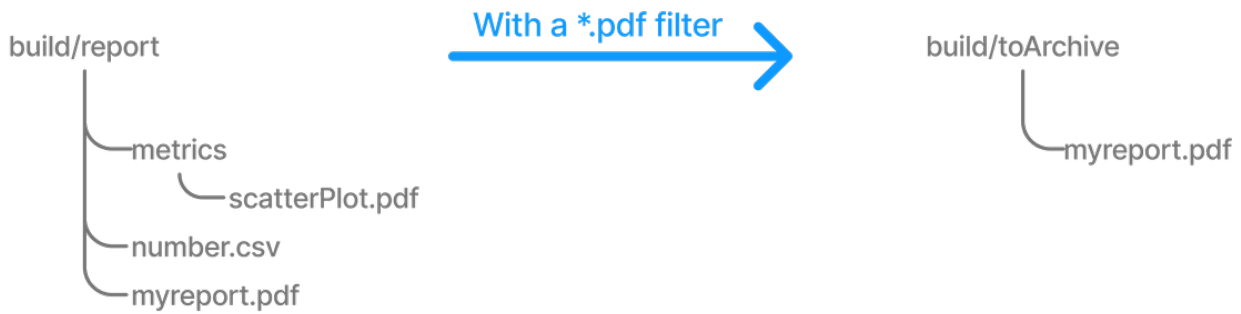 With a *.pdf filter
build/report
build/toArchive
metrics
myreport.pdf
scatterPlot.pdf
number.csv
myreport.pdf